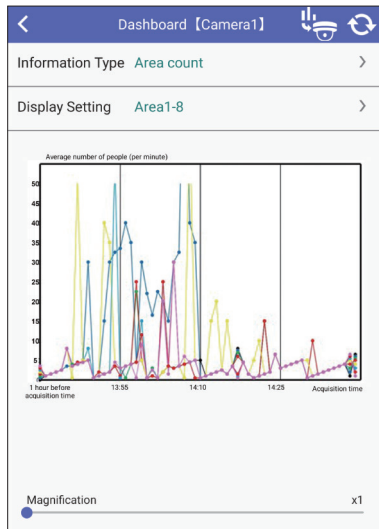 Dashboard【Camera1】
Information Type Area count
Display Setting Area1-8
Average number of people (per minute)
50
45
40
35
30
25
20
15
10
5
0
1 hour before
acquisition time
13:55
14:10
14:25
Acquisition time
Magnification x1